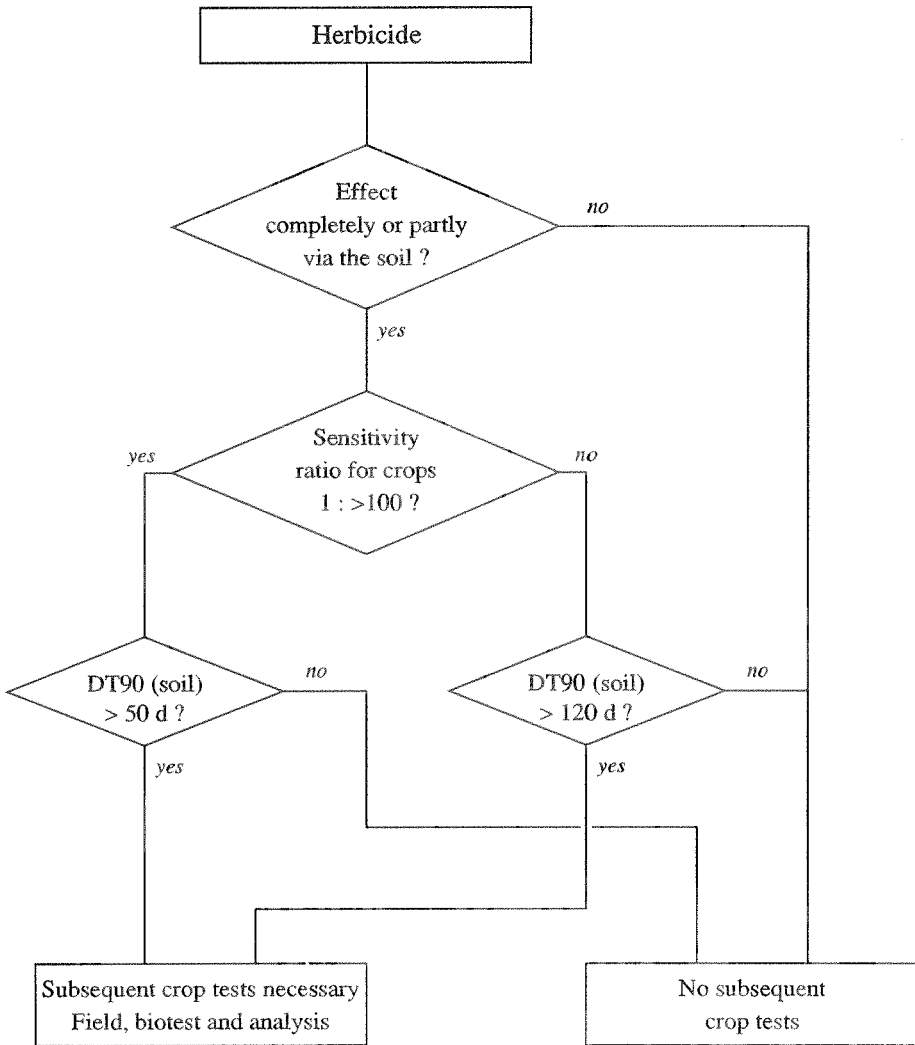 Herbicide
Effect
completely or partly
via the soil ?
no
yes
Sensitivity
ratio for crops
1 : >100 ?
yes
no
DT90 (soil)
> 50 d ?
no
yes
DT90 (soil)
> 120 d ?
no
yes
Subsequent crop tests necessary
Field, biotest and analysis
No subsequent
crop tests